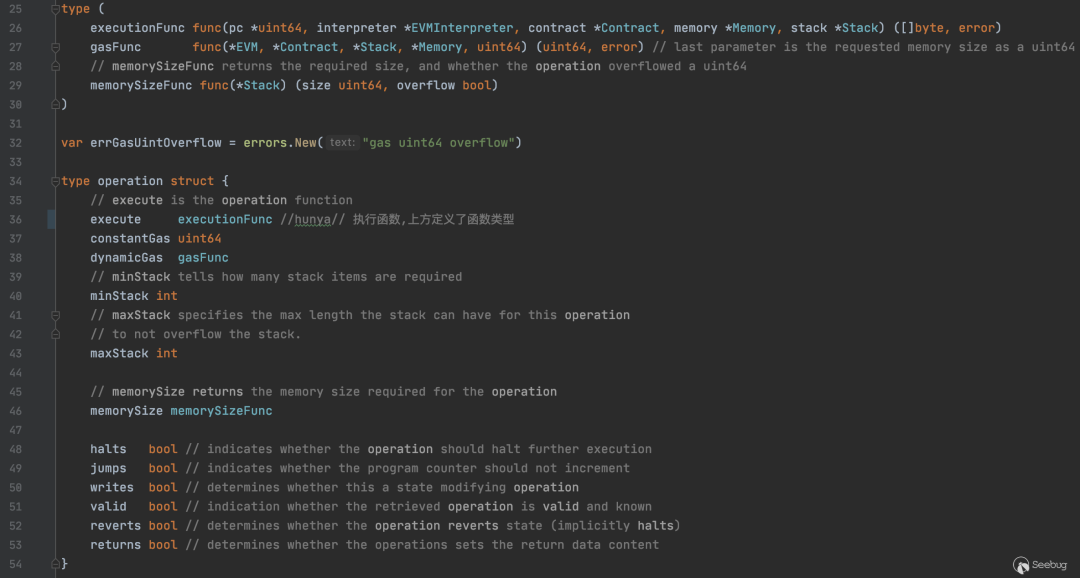 25 type (
26 executionFunc func(pc *uint64, interpreter *EVMInterpreter, contract *Contract, memory *Memory, stack *Stack) ([]byte, error)
27 gasFunc       func(*EVM, *Contract, *Stack, *Memory, uint64) (uint64, error) // last parameter is the requested memory size as a uint64
28 // memorySizeFunc returns the required size, and whether the operation overflowed a uint64
29 memorySizeFunc func(*Stack) (size uint64, overflow bool)
30 )
31
32 var errGasUintOverflow = errors.New( text: "gas uint64 overflow")
33
34 type operation struct {
35 // execute is the operation function
36 execute     executionFunc //hunya// 执行函数,上方定义了函数类型
37 constantGas uint64
38 dynamicGas  gasFunc
39 // minStack tells how many stack items are required
40 minStack int
41 // maxStack specifies the max length the stack can have for this operation
42 // to not overflow the stack.
43 maxStack int
44
45 // memorySize returns the memory size required for the operation
46 memorySize memorySizeFunc
47
48 halts   bool // indicates whether the operation should halt further execution
49 jumps   bool // indicates whether the program counter should not increment
50 writes  bool // determines whether this a state modifying operation
51 valid   bool // indication whether the retrieved operation is valid and known
52 reverts bool // determines whether the operation reverts state (implicitly halts)
53 returns bool // determines whether the operations sets the return data content
54 }
Seebug